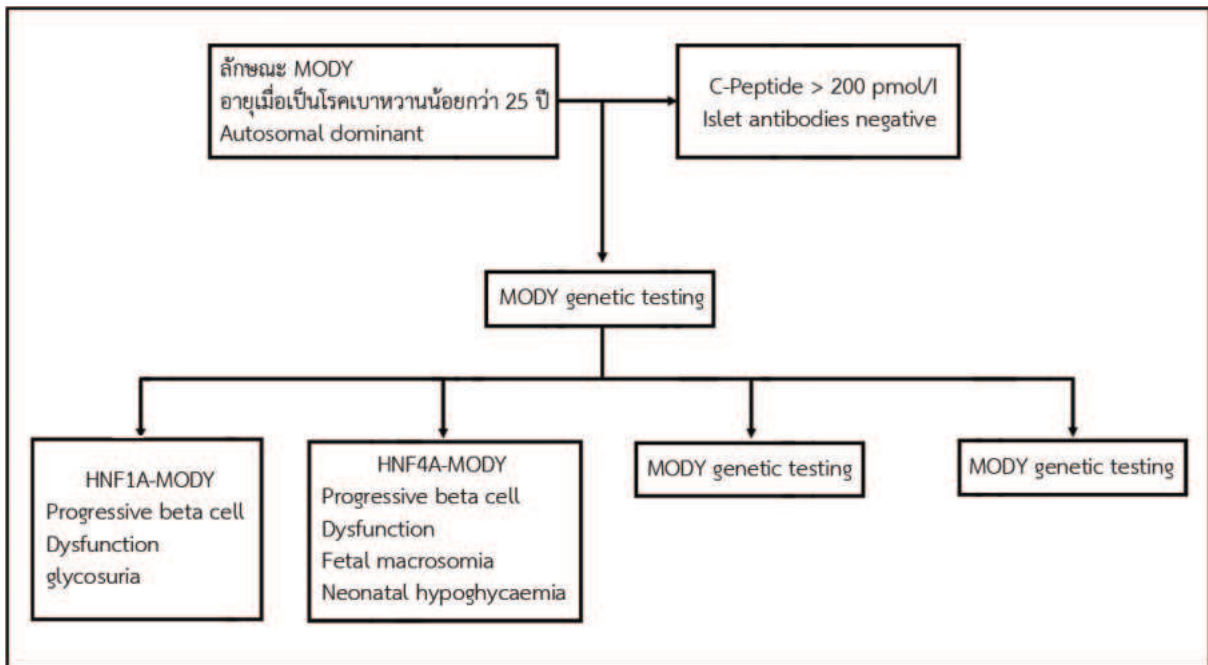 ลักษณะ MODY
อายุเมื่อเป็นโรคเบาหวานน้อยกว่า 25 ปี
Autosomal dominant
C-Peptide > 200 pmol/l
Islet antibodies negative
MODY genetic testing
HNF1A-MODY
Progressive beta cell
Dysfunction
glycosuria
HNF4A-MODY
Progressive beta cell
Dysfunction
Fetal macrosomia
Neonatal hypoghycaemia
MODY genetic testing
MODY genetic testing